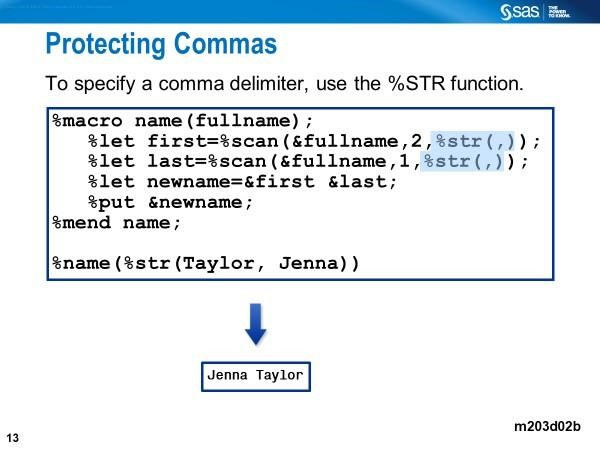 sas THE
POWER
TO KNOW.
Protecting Commas
To specify a comma delimiter, use the %STR function.
%macro name(fullname);
%let first=%scan(&fullname,2,%str(,));
%let last=%scan(&fullname,1,%str(,));
%let newname=&first &last;
%put &newname;
%mend name;
%name(%str(Taylor, Jenna))
Jenna Taylor
m203d02b
13